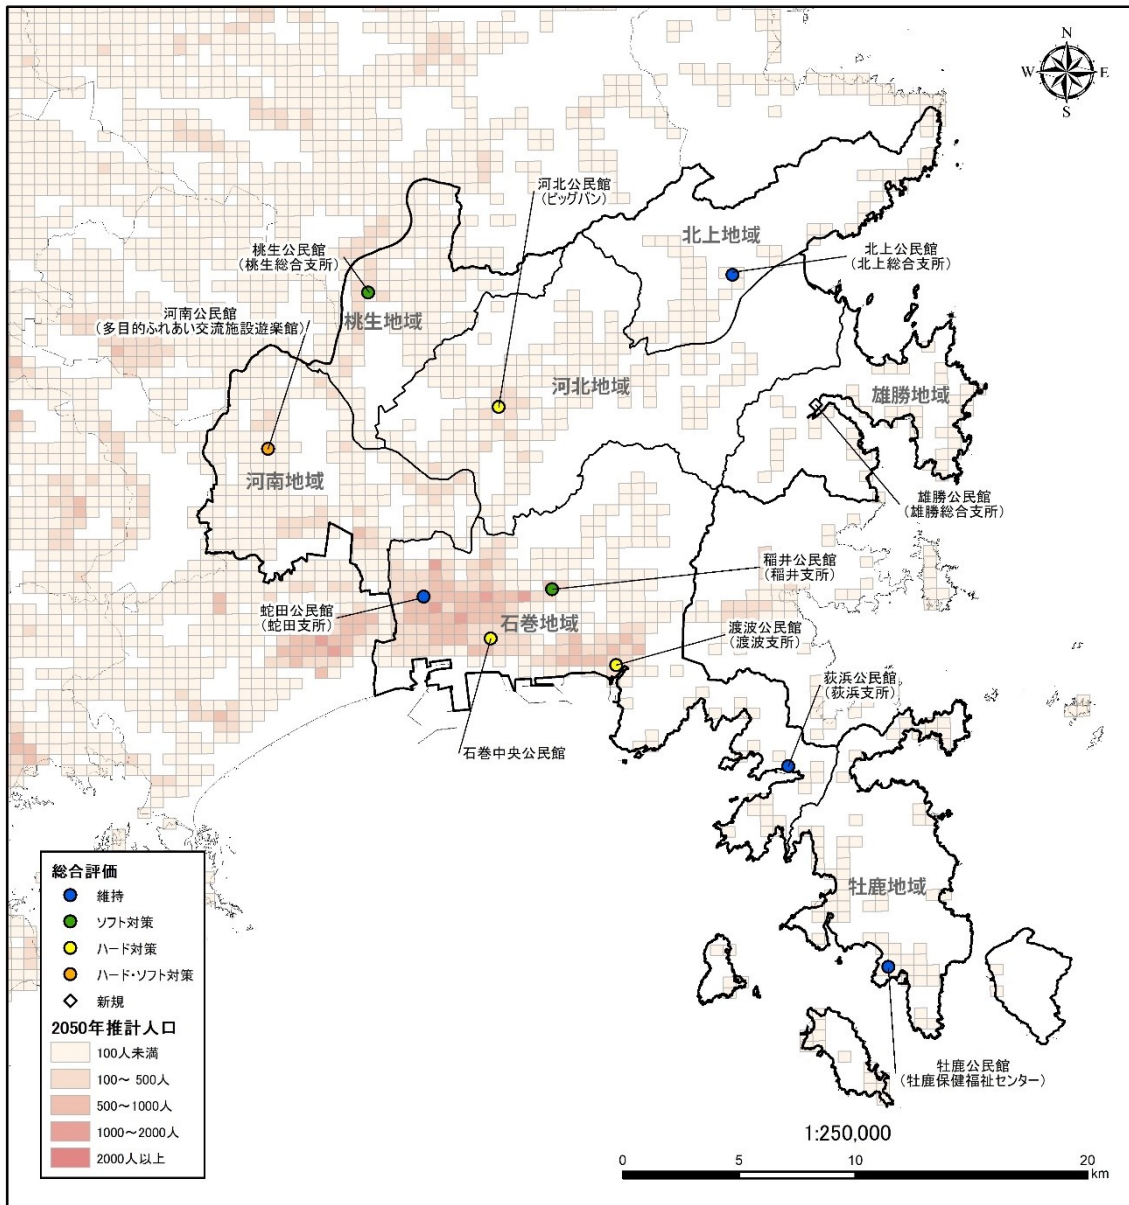 N
W E
S
河北公民館
(ビッグバン)
北上地域
北上公民館
(北上総合支所)
桃生公民館
(桃生総合支所)
河南公民館
(多目的ふれあい交流施設遊楽館)
桃生地域
河北地域
雄勝地域
河南地域
雄勝公民館
(雄勝総合支所)
稲井公民館
(稲井支所)
蛇田公民館
(蛇田支所)
石巻地域
渡波公民館
(渡波支所)
荻浜公民館
(荻浜支所)
石巻中央公民館
牡鹿地域
牡鹿公民館
(牡鹿保健福祉センター)
総合評価
維持
ソフト対策
ハード対策
ハード・ソフト対策
新規
2050年推計人口
100人未満
100~ 500人
500~1000人
1000~2000人
2000人以上
1:250,000
0 5 10 20
km